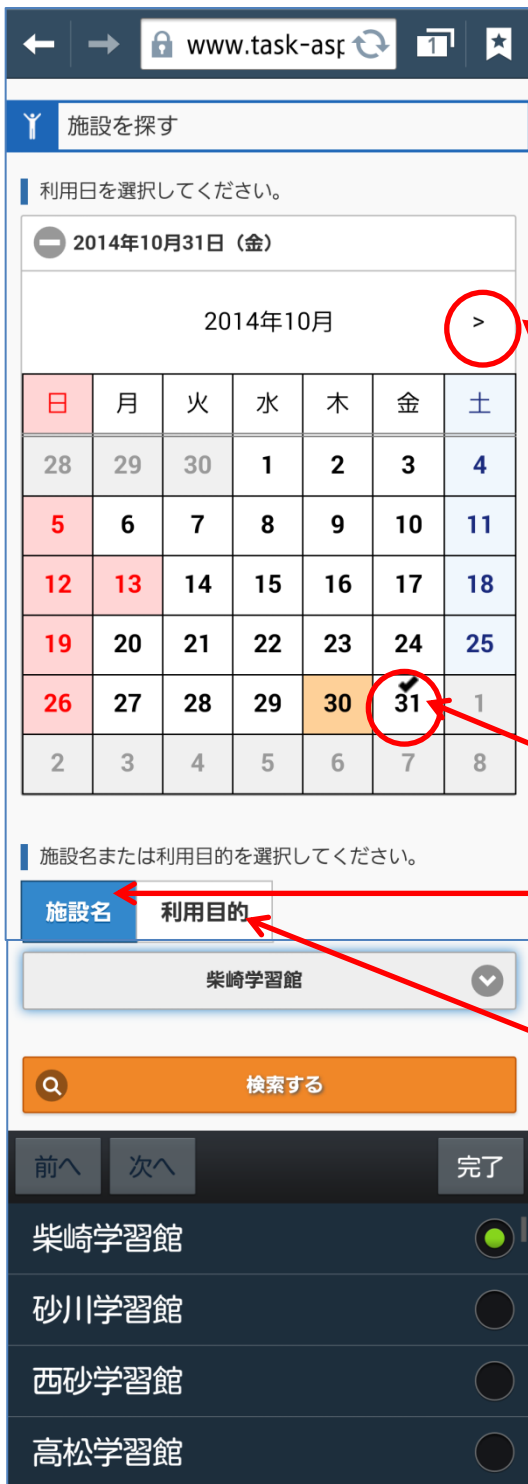 www.task-asp
1
施設を探す
利用日を選択してください。
2014年10月31日（金）
2014年10月 >
日 月 火 水 木 金 土
28 29 30 1 2 3 4
5 6 7 8 9 10 11
12 13 14 15 16 17 18
19 20 21 22 23 24 25
26 27 28 29 30 31 1
2 3 4 5 6 7 8
施設名または利用目的を選択してください。
施設名 利用目的
柴崎学習館
検索する
前へ 次へ 完了
柴崎学習館
砂川学習館
西砂学習館
高松学習館